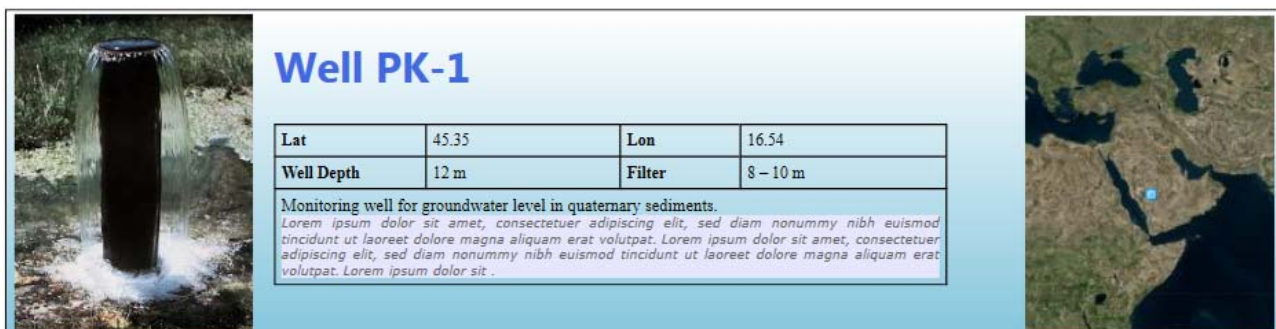 Well PK-1
Lat 45.35 Lon 16.54
Well Depth 12 m Filter 8 – 10 m
Monitoring well for groundwater level in quaternary sediments.
Lorem ipsum dolor sit amet, consectetuer adipiscing elit, sed diam nonummy nibh euismod
tincidunt ut laoreet dolore magna aliquam erat volutpat. Lorem ipsum dolor sit amet, consectetuer
adipiscing elit, sed diam nonummy nibh euismod tincidunt ut laoreet dolore magna aliquam erat
volutpat. Lorem ipsum dolor sit .